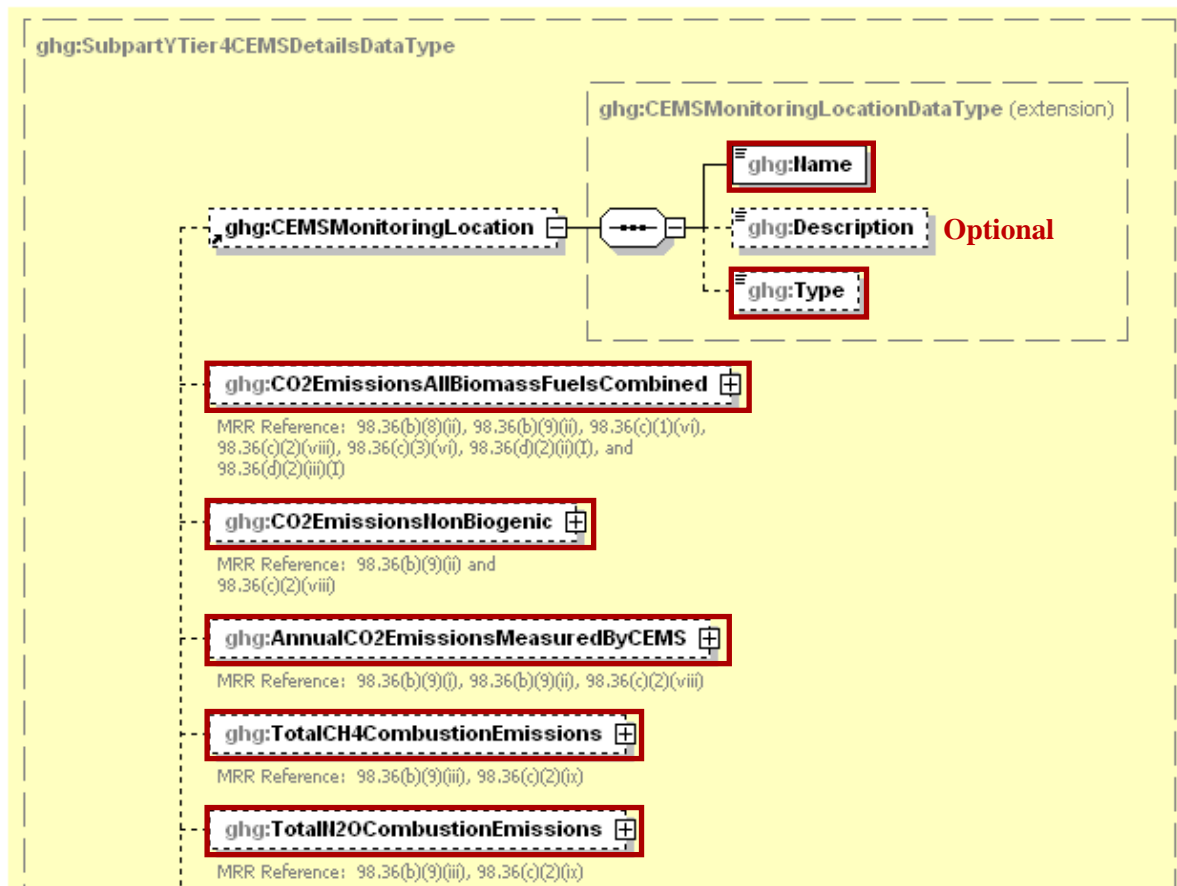 ghg:SubpartYTier4CEMSDetailsDataType
ghg:CEMSMonitoringLocationDataType (extension)
ghg:Name
ghg:CEMSMonitoringLocation
ghg:Description Optional
ghg:Type
ghg:CO2EmissionsAllBiomassFuelsCombined
MRR Reference: 98.36(b)(8)(ii), 98.36(b)(9)(ii), 98.36(c)(1)(vi),
98.36(c)(2)(viii), 98.36(c)(3)(vi), 98.36(d)(2)(ii)(I), and
98.36(d)(2)(iii)(I)
ghg:CO2EmissionsNonBiogenic
MRR Reference: 98.36(b)(9)(ii) and
98.36(c)(2)(viii)
ghg:AnnualCO2EmissionsMeasuredByCEMS
MRR Reference: 98.36(b)(9)(i), 98.36(b)(9)(ii), 98.36(c)(2)(viii)
ghg:TotalCH4CombustionEmissions
MRR Reference: 98.36(b)(9)(iii), 98.36(c)(2)(ix)
ghg:TotalN2OCombustionEmissions
MRR Reference: 98.36(b)(9)(iii), 98.36(c)(2)(ix)